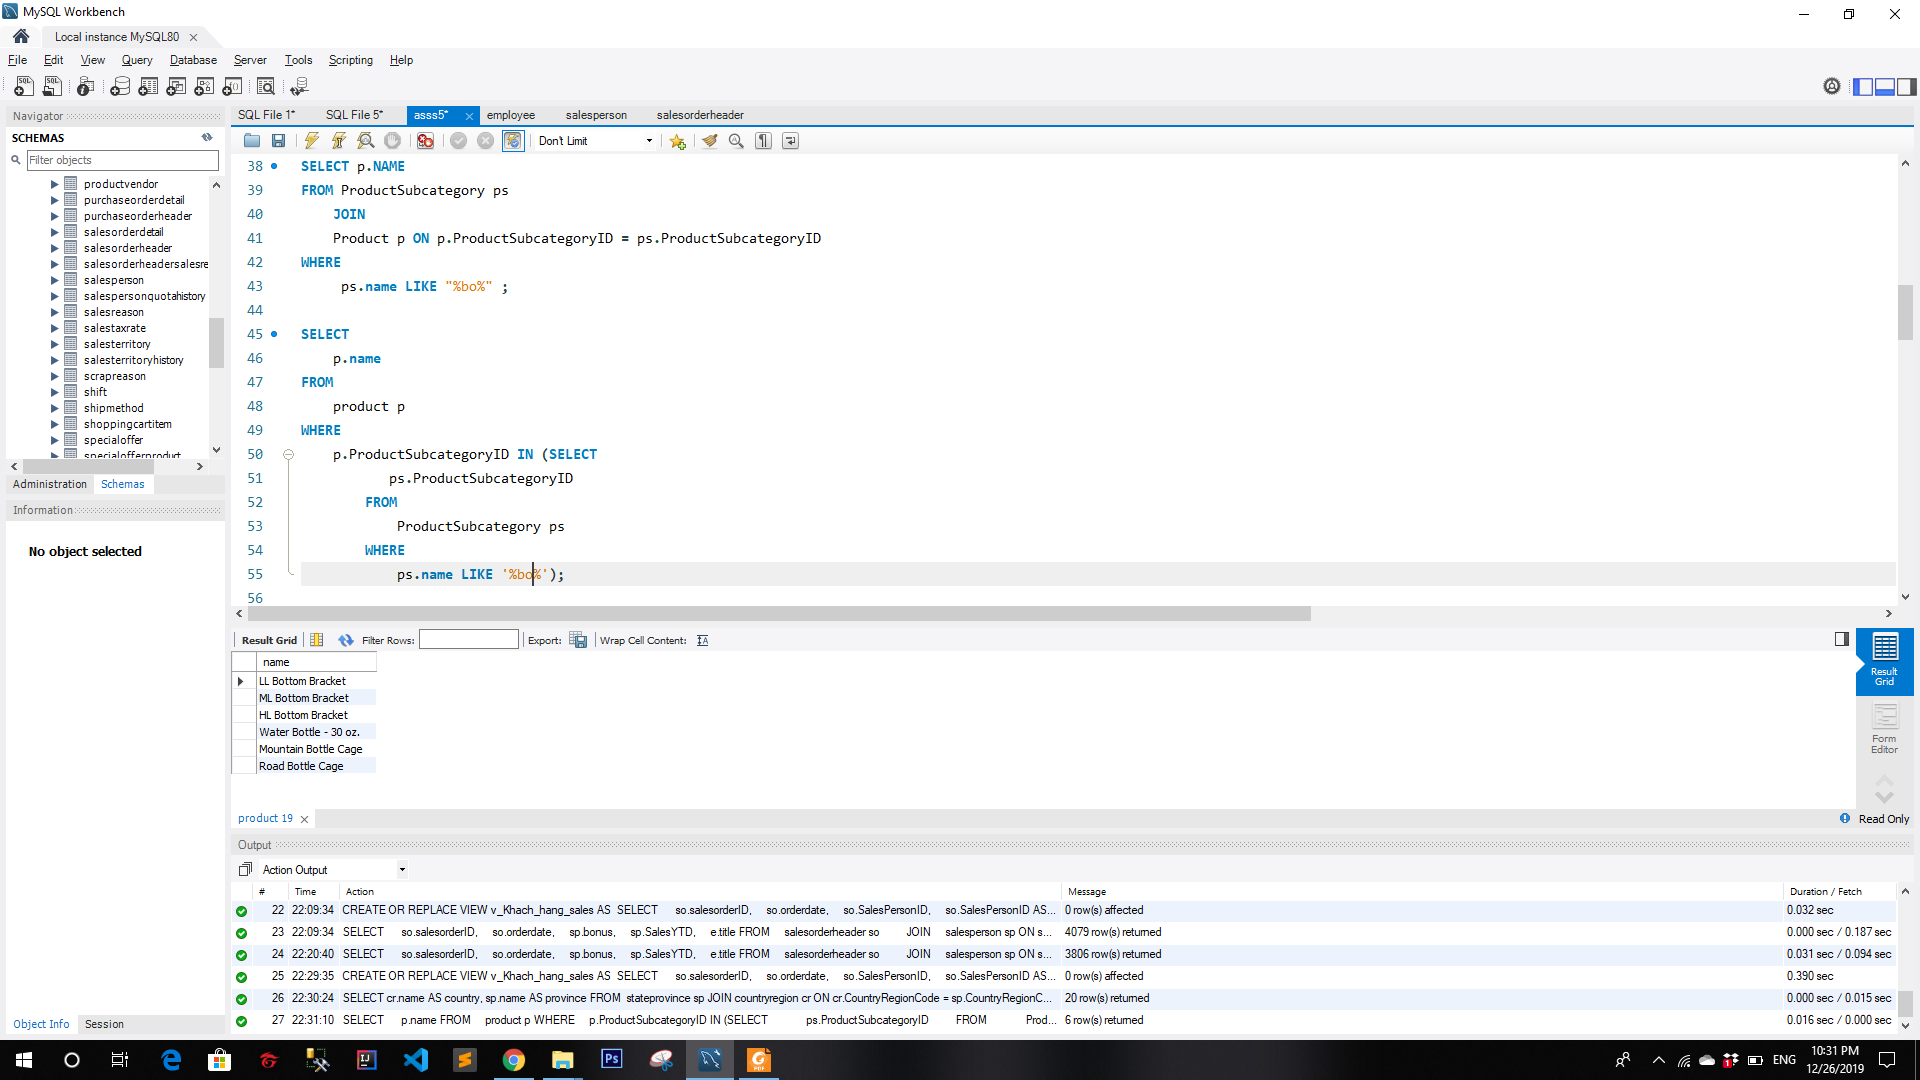 MySQL Workbench
Local instance MySQL80
File Edit View Query Database Server Tools Scripting Help
Navigator
SCHEMAS
Filter objects
productvendor
purchaseorderdetail
purchaseorderheader
salesorderdetail
salesorderheader
salesorderheadersalesre
salesperson
salespersonquotahistory
salesreason
salestaxrate
salesterritory
salesterritoryhistory
scrapreason
shift
shipmethod
shoppingcartitem
specialoffer
specialofferproduct
Administration Schemas
Information
No object selected
Object Info Session
SQL File 1* SQL File 5* asss5* employee salesperson salesorderheader
Don't Limit
38 SELECT p.NAME
39 FROM ProductSubcategory ps
40 JOIN
41 Product p ON p.ProductSubcategoryID = ps.ProductSubcategoryID
42 WHERE
43 ps.name LIKE "%bo%" ;
44
45 SELECT
46 p.name
47 FROM
48 product p
49 WHERE
50 p.ProductSubcategoryID IN (SELECT
51 ps.ProductSubcategoryID
52 FROM
53 ProductSubcategory ps
54 WHERE
55 ps.name LIKE '%bo%');
56
Result Grid Filter Rows: Export: Wrap Cell Content:
name
LL Bottom Bracket
ML Bottom Bracket
HL Bottom Bracket
Water Bottle - 30 oz.
Mountain Bottle Cage
Road Bottle Cage
Result
Grid
Form
Editor
product 19 Read Only
Output
Action Output
# Time Action Message Duration / Fetch
22 22:09:34 CREATE OR REPLACE VIEW v_Khach_hang_sales AS SELECT so.salesorderID, so.orderdate, so.SalesPersonID, so.SalesPersonID AS... 0 row(s) affected 0.032 sec
23 22:09:34 SELECT so.salesorderID, so.orderdate, sp.bonus, sp.SalesYTD, e.title FROM salesorderheader so JOIN salesperson sp ON s... 4079 row(s) returned 0.000 sec / 0.187 sec
24 22:20:40 SELECT so.salesorderID, so.orderdate, sp.bonus, sp.SalesYTD, e.title FROM salesorderheader so JOIN salesperson sp ON s... 3806 row(s) returned 0.031 sec / 0.094 sec
25 22:29:35 CREATE OR REPLACE VIEW v_Khach_hang_sales AS SELECT so.salesorderID, so.orderdate, so.SalesPersonID, so.SalesPersonID AS... 0 row(s) affected 0.390 sec
26 22:30:24 SELECT cr.name AS country, sp.name AS province FROM stateprovince sp JOIN countryregion cr ON cr.CountryRegionCode = sp.CountryRegionC... 20 row(s) returned 0.000 sec / 0.015 sec
27 22:31:10 SELECT p.name FROM product p WHERE p.ProductSubcategoryID IN (SELECT ps.ProductSubcategoryID FROM Prod... 6 row(s) returned 0.016 sec / 0.000 sec
ENG
10:31 PM
12/26/2019